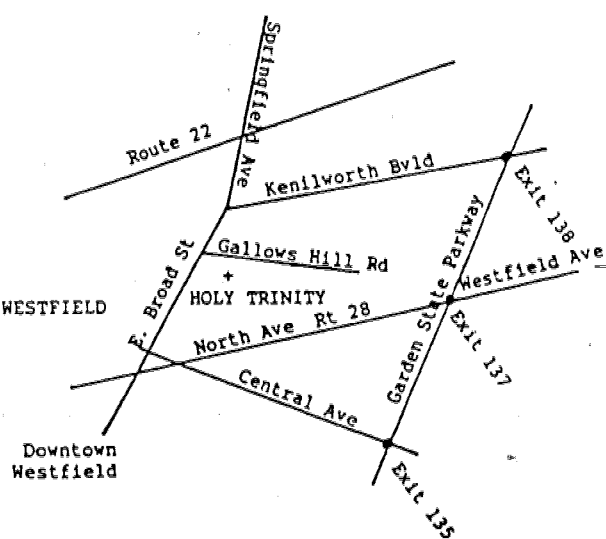 Springfield Ave
Route 22
Kenilworth Bvld
Exit 138
E. Broad St
Gallows Hill Rd
Garden State Parkway
Westfield Ave
+
HOLY TRINITY
WESTFIELD
North Ave Rt 28
Exit 137
Central Ave
Downtown
Westfield
Exit 135